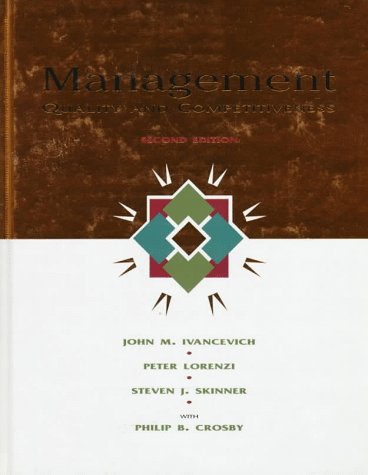 Management
QUALITY AND COMPETITIVENESS
SECOND EDITION
JOHN M. IVANCEVICH
•
PETER LORENZI
•
STEVEN J. SKINNER
•
WITH
PHILIP B. CROSBY